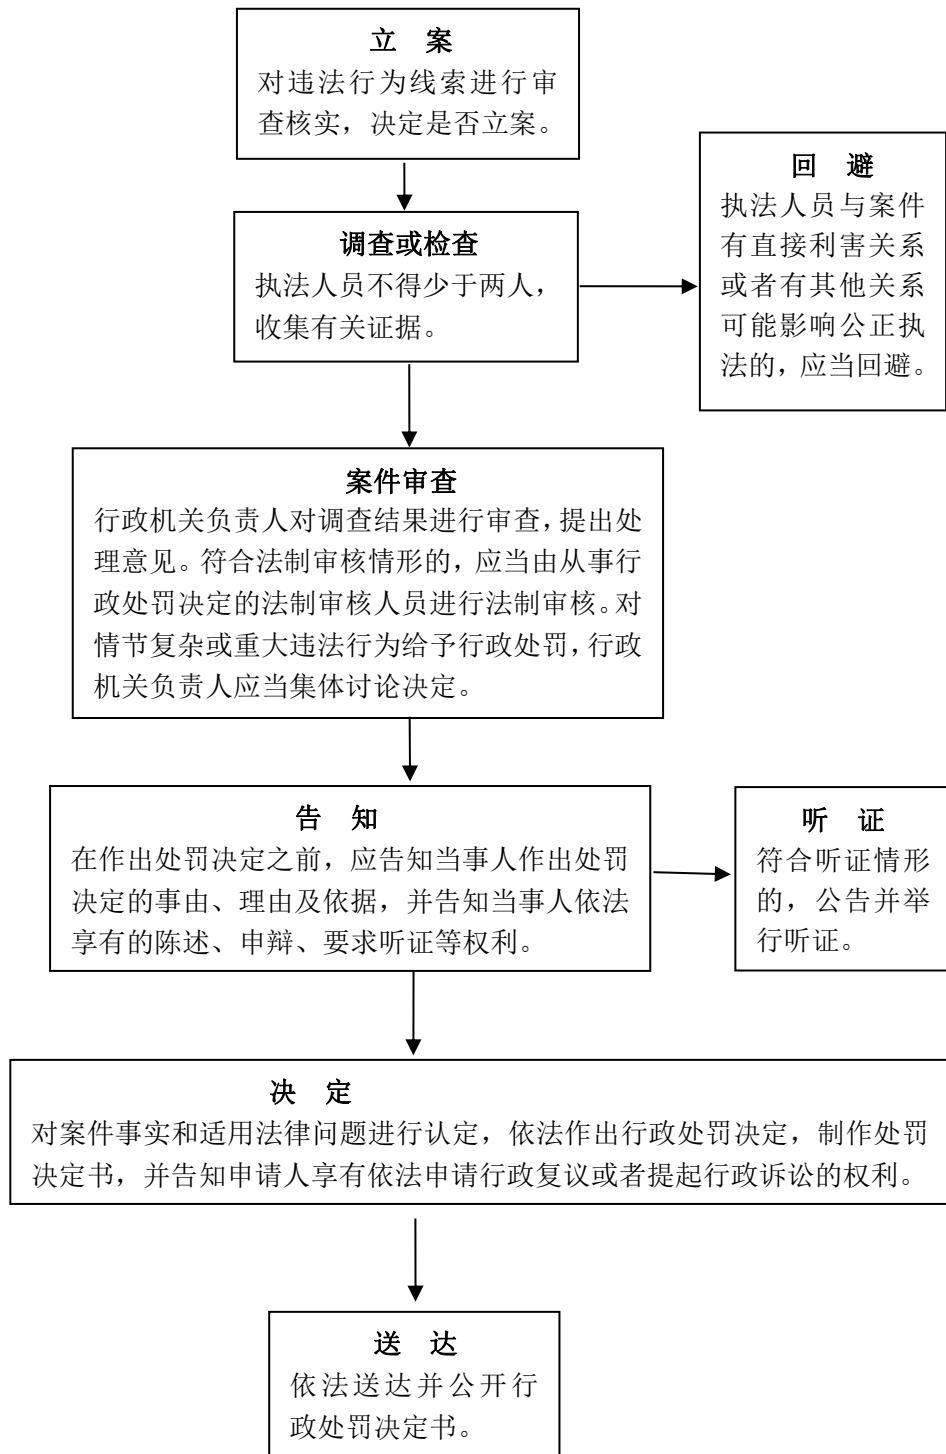 立 案
对违法行为线索进行审
查核实，决定是否立案。
回 避
执法人员与案件
有直接利害关系
或者有其他关系
可能影响公正执
法的，应当回避。
调查或检查
执法人员不得少于两人，
收集有关证据。
案件审查
行政机关负责人对调查结果进行审查，提出处
理意见。符合法制审核情形的，应当由从事行
政处罚决定的法制审核人员进行法制审核。对
情节复杂或重大违法行为给予行政处罚，行政
机关负责人应当集体讨论决定。
告 知
在作出处罚决定之前，应告知当事人作出处罚
决定的事由、理由及依据，并告知当事人依法
享有的陈述、申辩、要求听证等权利。
听 证
符合听证情形
的，公告并举
行听证。
决 定
对案件事实和适用法律问题进行认定，依法作出行政处罚决定，制作处罚
决定书，并告知申请人享有依法申请行政复议或者提起行政诉讼的权利。
送 达
依法送达并公开行
政处罚决定书。